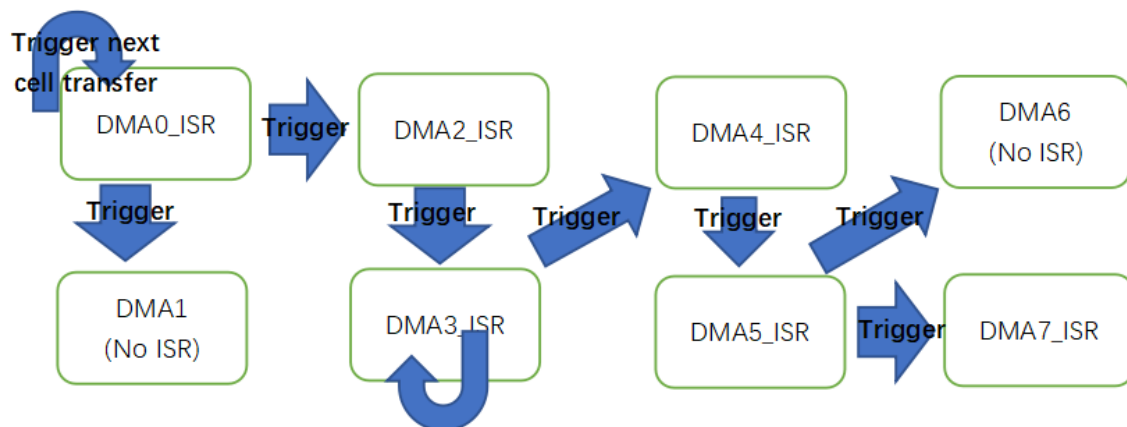 Trigger next
cell transfer
DMA0_ISR
Trigger
DMA2_ISR
DMA4_ISR
DMA6
(No ISR)
Trigger
Trigger
Trigger
Trigger
Trigger
DMA1
(No ISR)
DMA3_ISR
DMA5_ISR
Trigger
DMA7_ISR